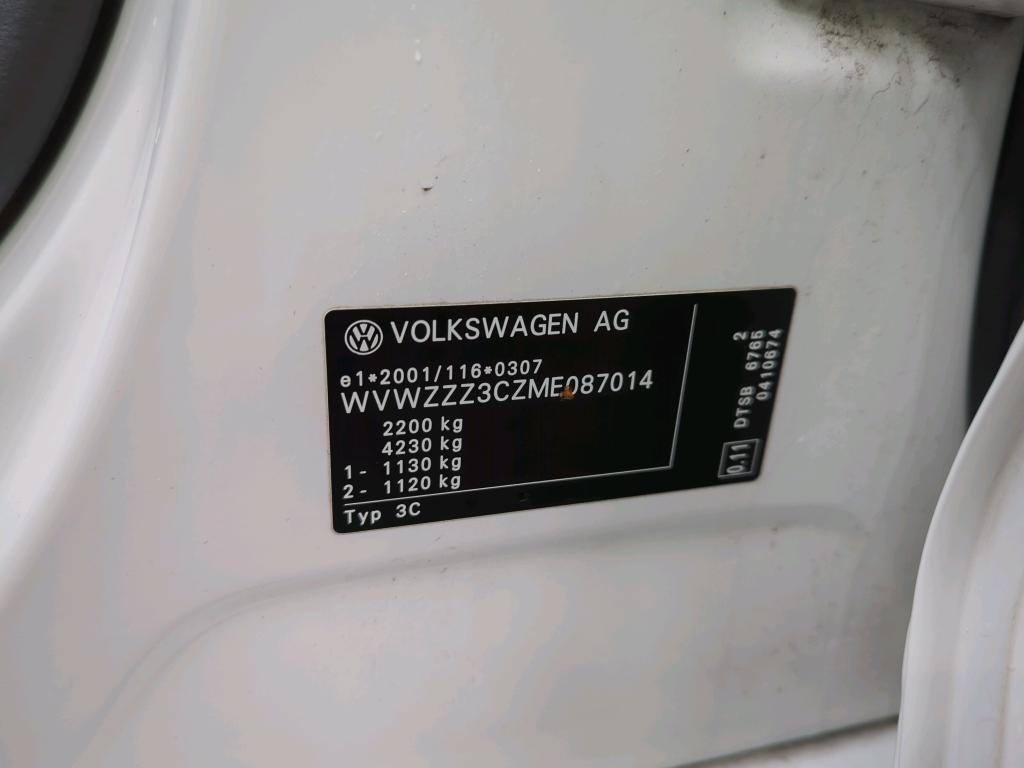 VOLKSWAGEN AG
e1*2001/116*0307
WVWZZZ3CZME087014
2200 kg
4230 kg
1 - 1130 kg
2 - 1120 kg
Typ 3C
0.11 DTSB 6765 2
0410674